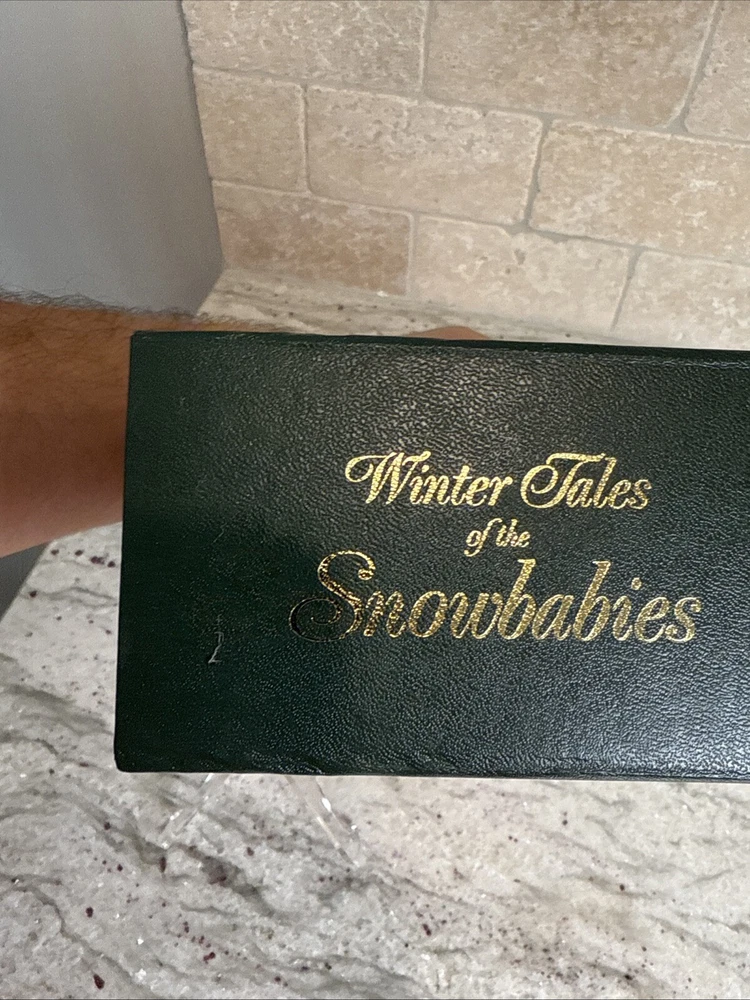 Winter Tales
of the
Snowbabies